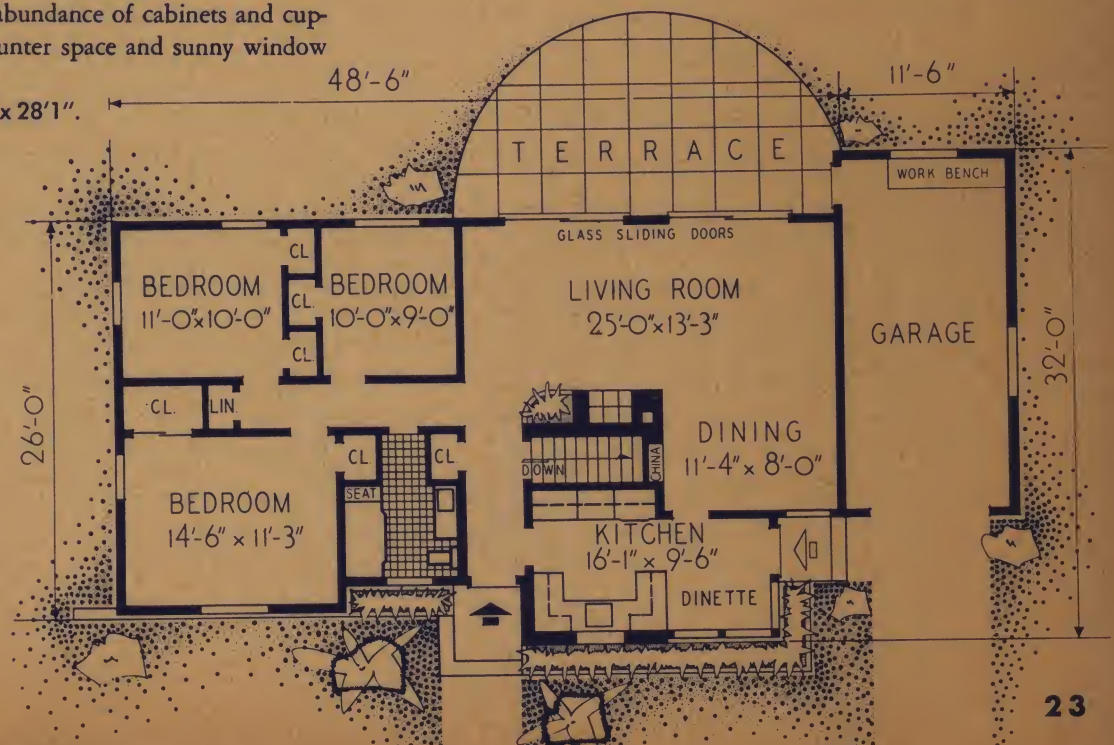 abundance of cabinets and cup-
unter space and sunny window
x 28'1".
48'-6"
11'-6"
TERRACE
WORK BENCH
GLASS SLIDING DOORS
CL
BEDROOM
11'-0"x10'-0"
CL.
BEDROOM
10'-0"x9'-0"
CL.
LIVING ROOM
25'-0"x13'-3"
GARAGE
32'-0"
26'-0"
CL.
LIN.
DINING
11'-4" x 8'-0"
CL
CL
DOWN
CHINA
BEDROOM
14'-6" x 11'-3"
SEAT
KITCHEN
16'-1" x 9'-6"
DINETTE
23